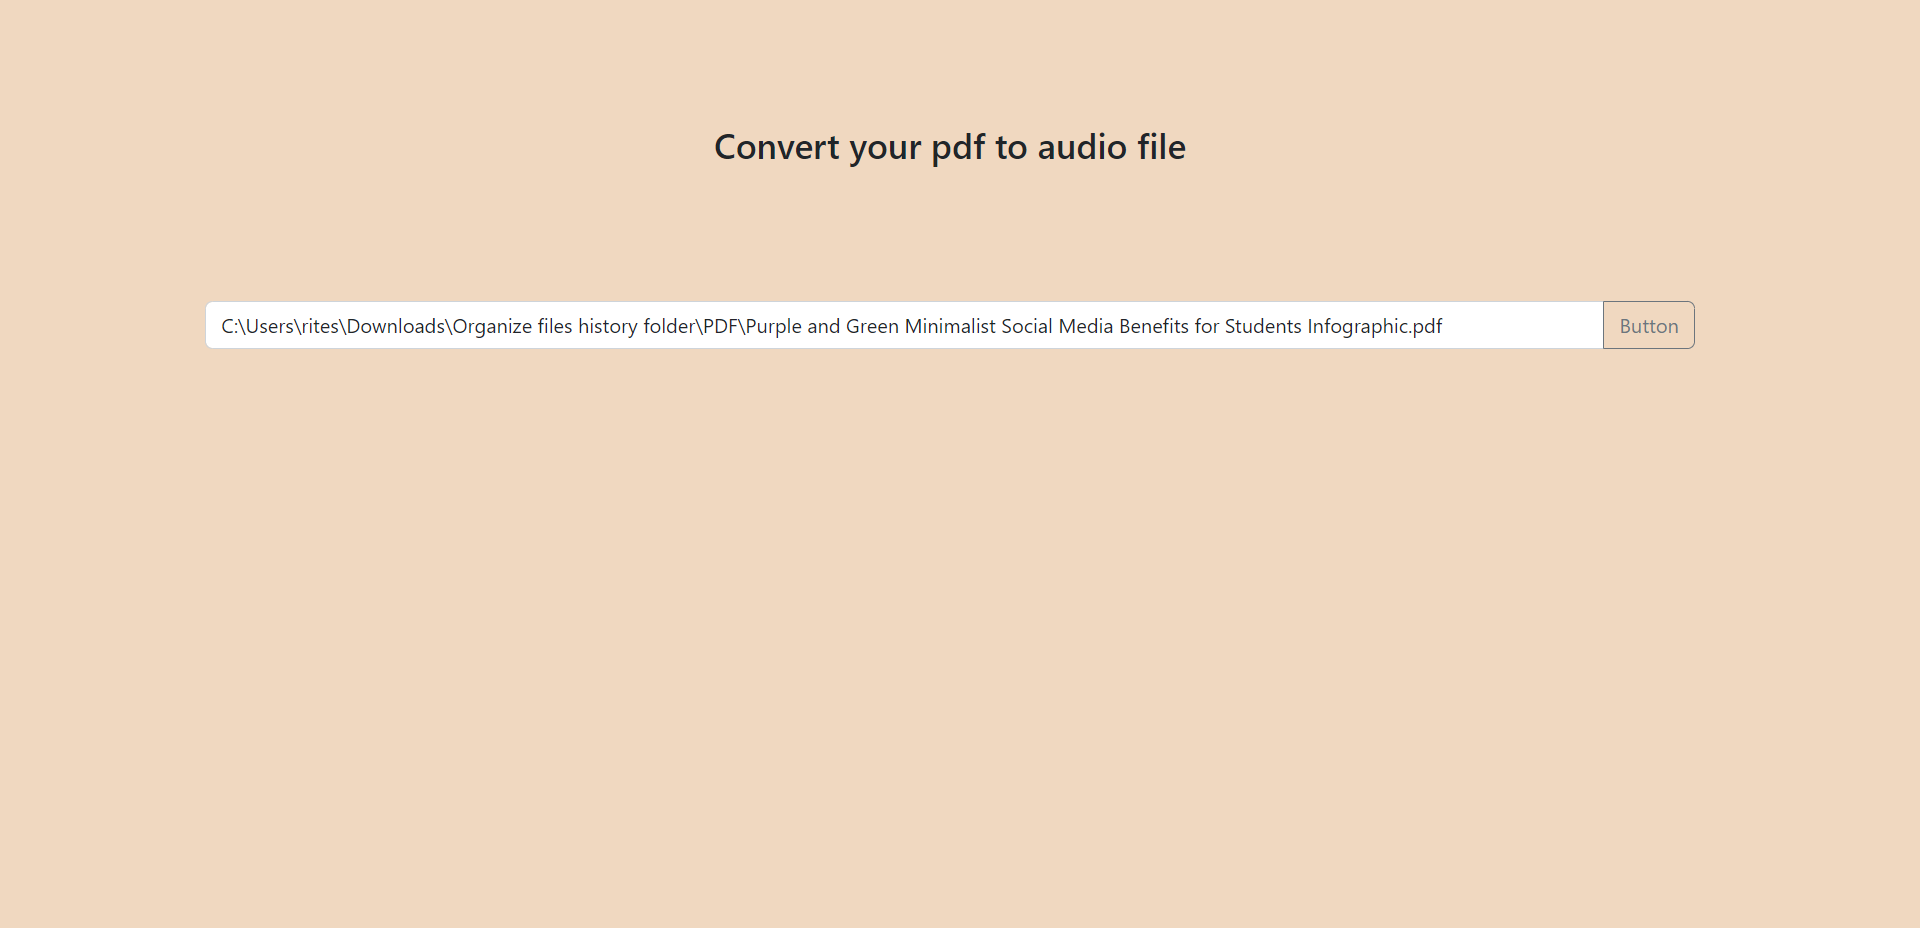 Convert your pdf to audio file
C:\Users\rites\Downloads\Organize files history folder\PDF\Purple and Green Minimalist Social Media Benefits for Students Infographic.pdf
Button